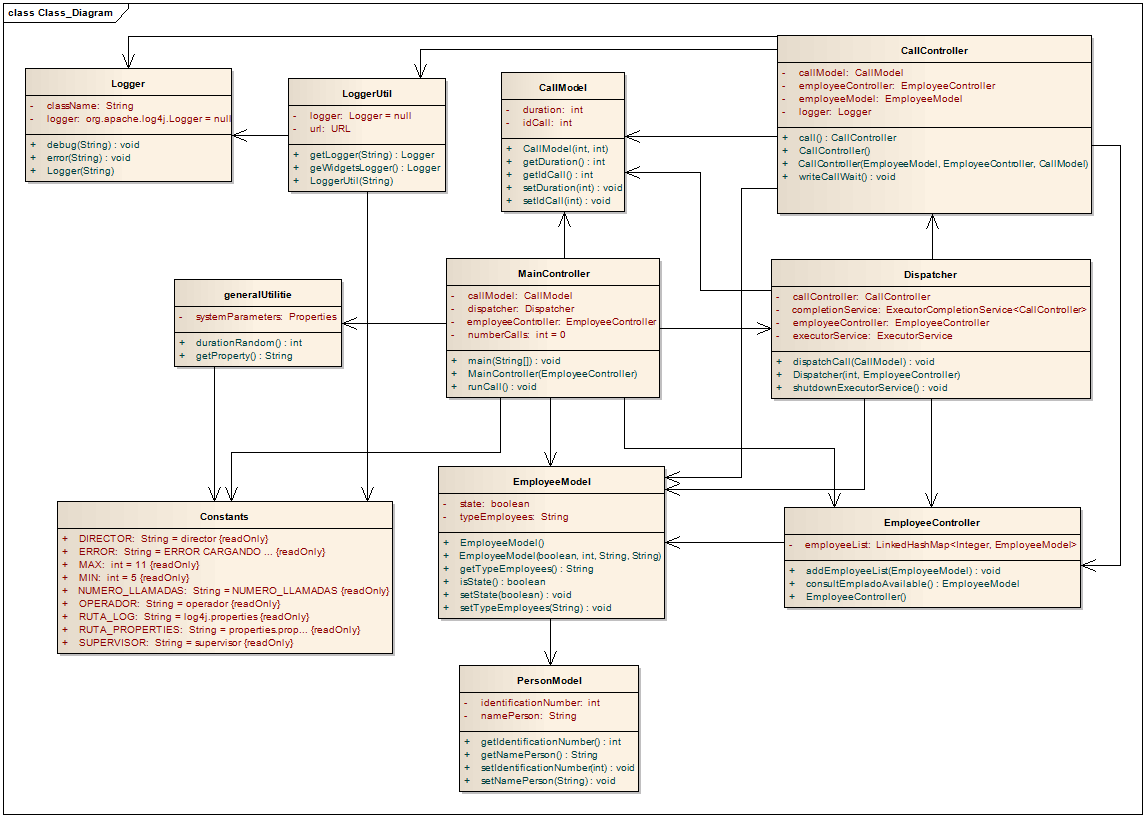 class Class_Diagram
Logger
- className: String
- logger: org.apache.log4j.Logger = null
+ debug(String) : void
+ error(String) : void
+ Logger(String)
LoggerUtil
- logger: Logger = null
- url: URL
+ getLogger(String) : Logger
+ geWidgetsLogger() : Logger
+ LoggerUtil(String)
CallModel
- duration: int
- idCall: int
+ CallModel(int, int)
+ getDuration() : int
+ getIdCall() : int
+ setDuration(int) : void
+ setIdCall(int) : void
CallController
- callModel: CallModel
- employeeController: EmployeeController
- employeeModel: EmployeeModel
- logger: Logger
+ call() : CallController
+ CallController()
+ CallController(EmployeeModel, EmployeeController, CallModel)
+ writeCallWait() : void
generalUtilitie
- systemParameters: Properties
+ durationRandom() : int
+ getProperty() : String
MainController
- callModel: CallModel
- dispatcher: Dispatcher
- employeeController: EmployeeController
- numberCalls: int = 0
+ main(String[]) : void
+ MainController(EmployeeController)
+ runCall() : void
Dispatcher
- callController: CallController
- completionService: ExecutorCompletionService<CallController>
- employeeController: EmployeeController
- executorService: ExecutorService
+ dispatchCall(CallModel) : void
+ Dispatcher(int, EmployeeController)
+ shutdownExecutorService() : void
Constants
+ DIRECTOR: String = director {readOnly}
+ ERROR: String = ERROR CARGANDO ... {readOnly}
+ MAX: int = 11 {readOnly}
+ MIN: int = 5 {readOnly}
+ NUMERO_LLAMADAS: String = NUMERO_LLAMADAS {readOnly}
+ OPERADOR: String = operador {readOnly}
+ RUTA_LOG: String = log4j.properties {readOnly}
+ RUTA_PROPERTIES: String = properties.prop... {readOnly}
+ SUPERVISOR: String = supervisor {readOnly}
EmployeeModel
- state: boolean
- typeEmployees: String
+ EmployeeModel()
+ EmployeeModel(boolean, int, String, String)
+ getTypeEmployees() : String
+ isState() : boolean
+ setState(boolean) : void
+ setTypeEmployees(String) : void
EmployeeController
- employeeList: LinkedHashMap<Integer, EmployeeModel>
+ addEmployeeList(EmployeeModel) : void
+ consultEmpladoAvailable() : EmployeeModel
+ EmployeeController()
PersonModel
- identificationNumber: int
- namePerson: String
+ getIdentificationNumber() : int
+ getNamePerson() : String
+ setIdentificationNumber(int) : void
+ setNamePerson(String) : void